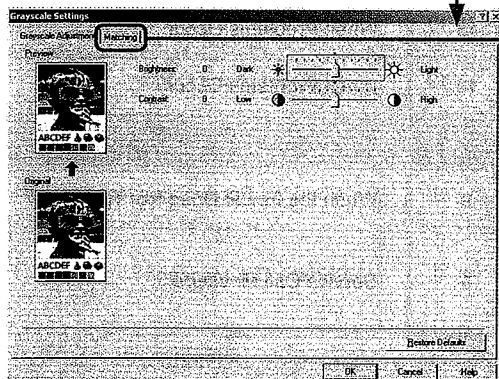 Grayscale Settings
Grayscale Adjustment Matching
Preview
Brightness: 0 Dark Light
Contrast: 0 Low High
ABCDEF
Original
ABCDEF
Restore Defaults
OK Cancel Help